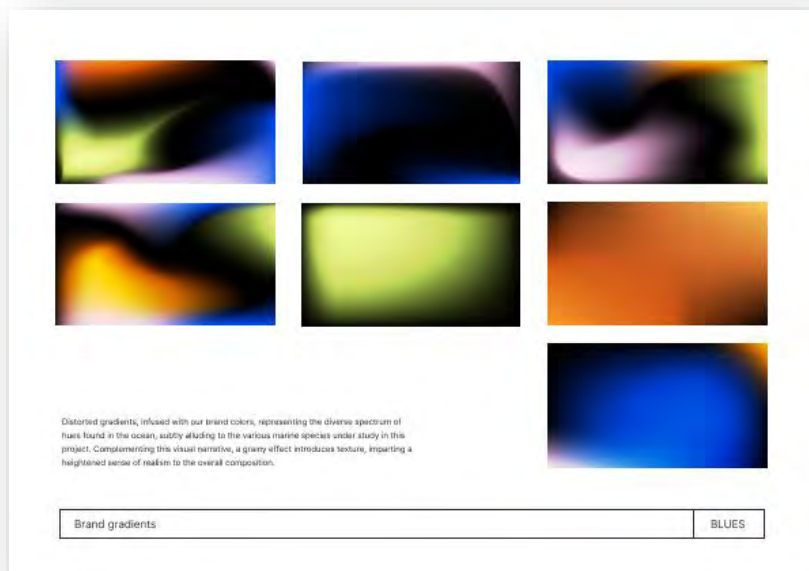 Distorted gradients, infused with our brand colors, representing the diverse spectrum of
hues found in the ocean, subtly alluding to the various marine species under study in this
project. Complementing this visual narrative, a grainy effect introduces texture, imparting a
heightened sense of realism to the overall composition.
Brand gradients
BLUES